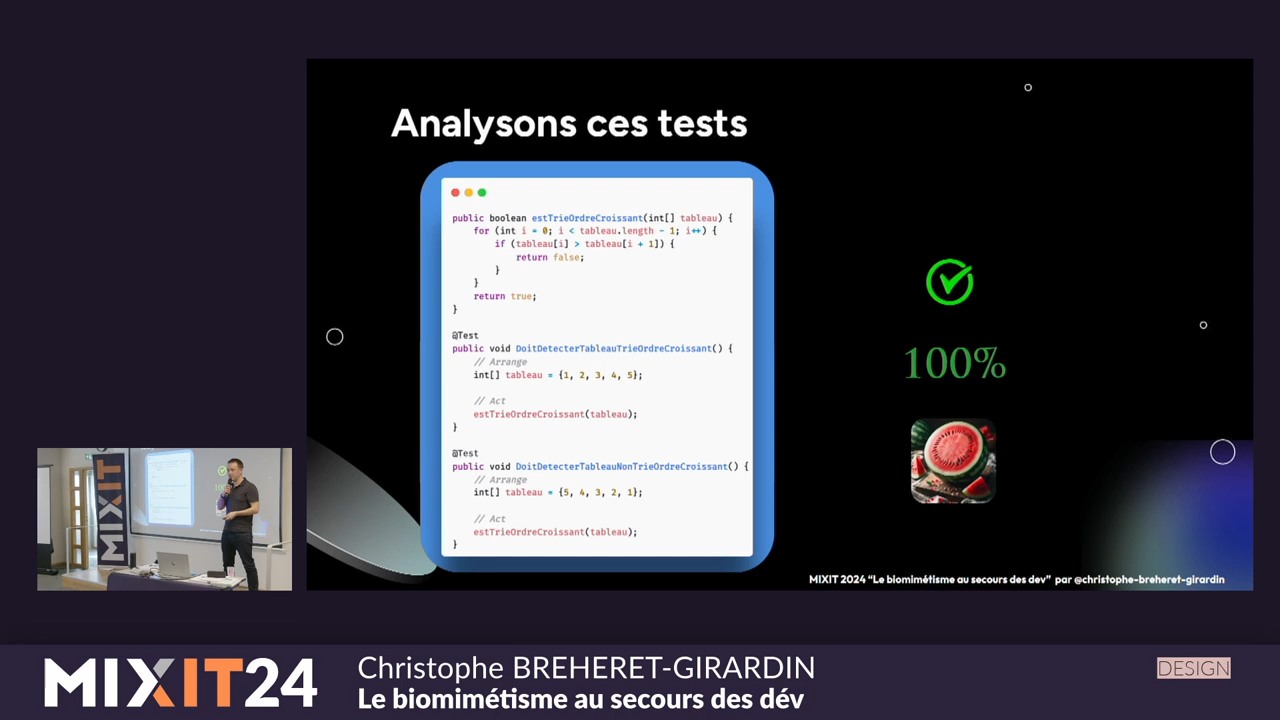 Analysons ces tests
public boolean estTrieOrdreCroissant(int[] tableau) {
for (int i = 0; i < tableau.length - 1; i++) {
if (tableau[i] > tableau[i + 1]) {
return false;
}
}
return true;
}
@Test
public void DoitDetecterTableauTrieOrdreCroissant() {
// Arrange
int[] tableau = {1, 2, 3, 4, 5};
// Act
estTrieOrdreCroissant(tableau);
}
@Test
public void DoitDetecterTableauNonTrieOrdreCroissant() {
// Arrange
int[] tableau = {5, 4, 3, 2, 1};
// Act
estTrieOrdreCroissant(tableau);
}
100%
MIXIT 2024 “Le biomimétisme au secours des dev” par @christophe-breheret-girardin
MIXIT
MIXIT24
Christophe BREHERET-GIRARDIN
Le biomimétisme au secours des dév
DESIGN